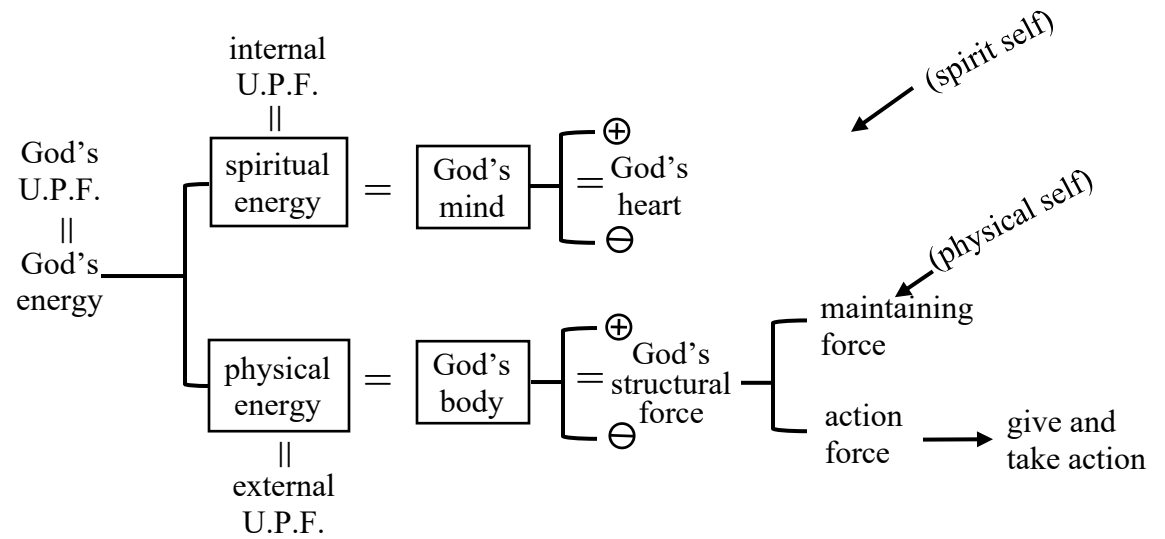 internal
U.P.F.
||
God's
U.P.F.
||
God's
energy
spiritual
energy
=
God's
mind
⊕
= God's
heart
⊖
(spirit self)
physical
energy
=
God's
body
⊕
= God's
structural
force
⊖
||
external
U.P.F.
(physical self)
maintaining
force
action
force
give and
take action